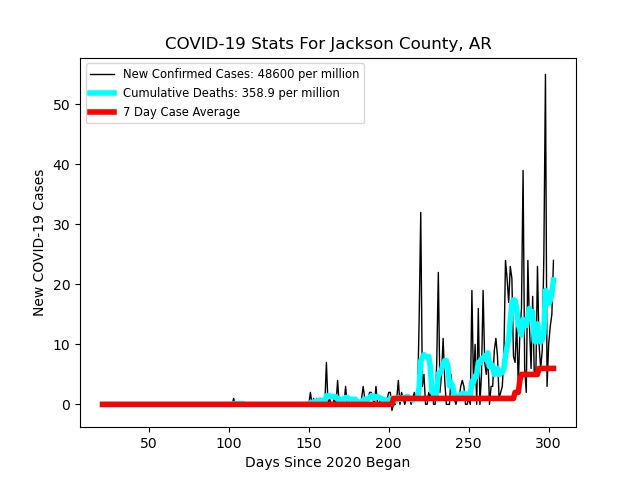 COVID-19 Stats For Jackson County, AR
New Confirmed Cases: 48600 per million
Cumulative Deaths: 358.9 per million
7 Day Case Average
New COVID-19 Cases
50
40
30
20
10
0
50 100 150 200 250 300
Days Since 2020 Began